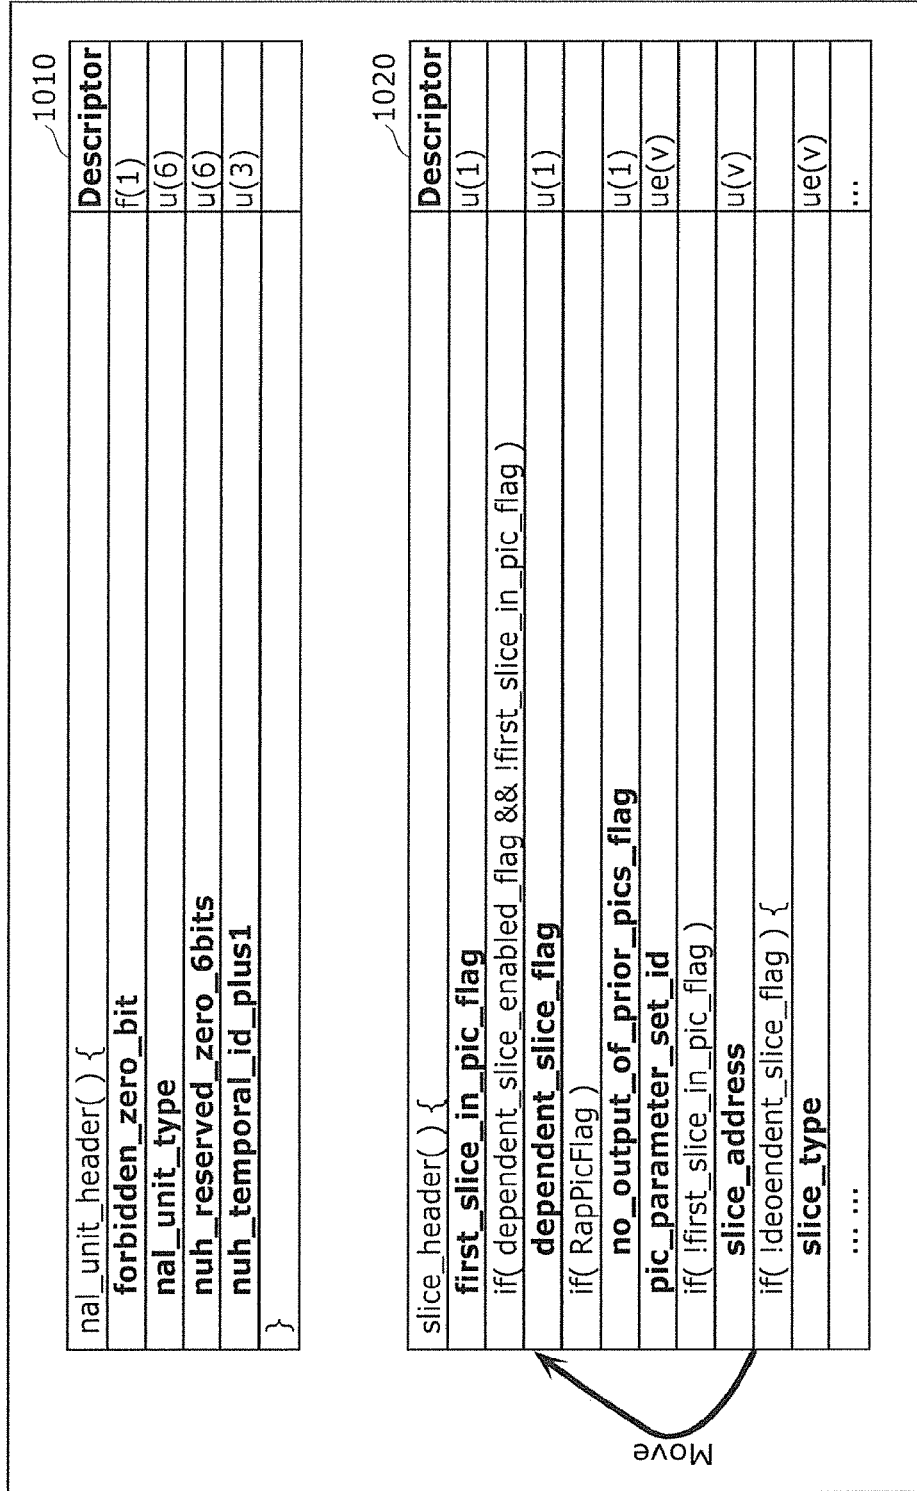 1010
nal_unit_header( ) { Descriptor
forbidden_zero_bit f(1)
nal_unit_type u(6)
nuh_reserved_zero_6bits u(6)
nuh_temporal_id_plus1 u(3)
}
1020
slice_header( ) { Descriptor
first_slice_in_pic_flag u(1)
if( dependent_slice_enabled_flag && !first_slice_in_pic_flag )
dependent_slice_flag u(1)
if( RapPicFlag )
no_output_of_prior_pics_flag u(1)
pic_parameter_set_id ue(v)
if( !first_slice_in_pic_flag )
slice_address u(v)
if( !deoendent_slice_flag ) {
slice_type ue(v)
... ... ...
Move